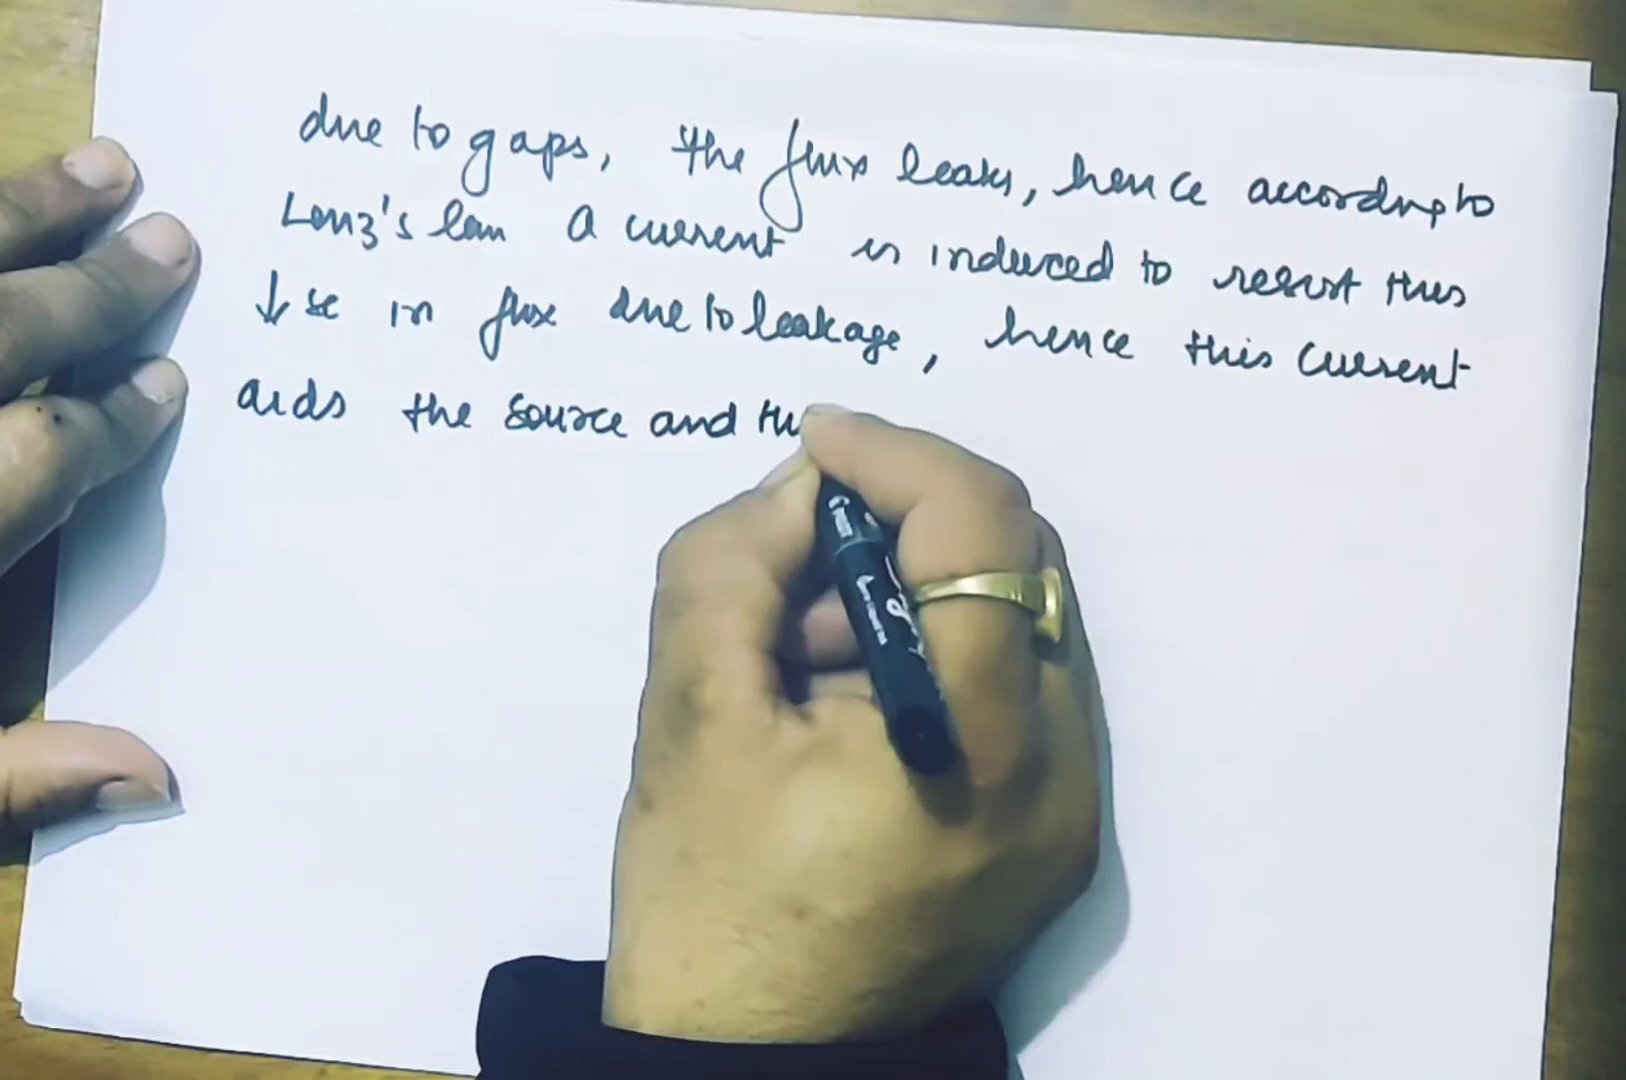 due to gaps, the flux leaks, hence according to
Lenz's law a current is induced to resist this
↓se in flux due to leakage, hence this current
aids the source and